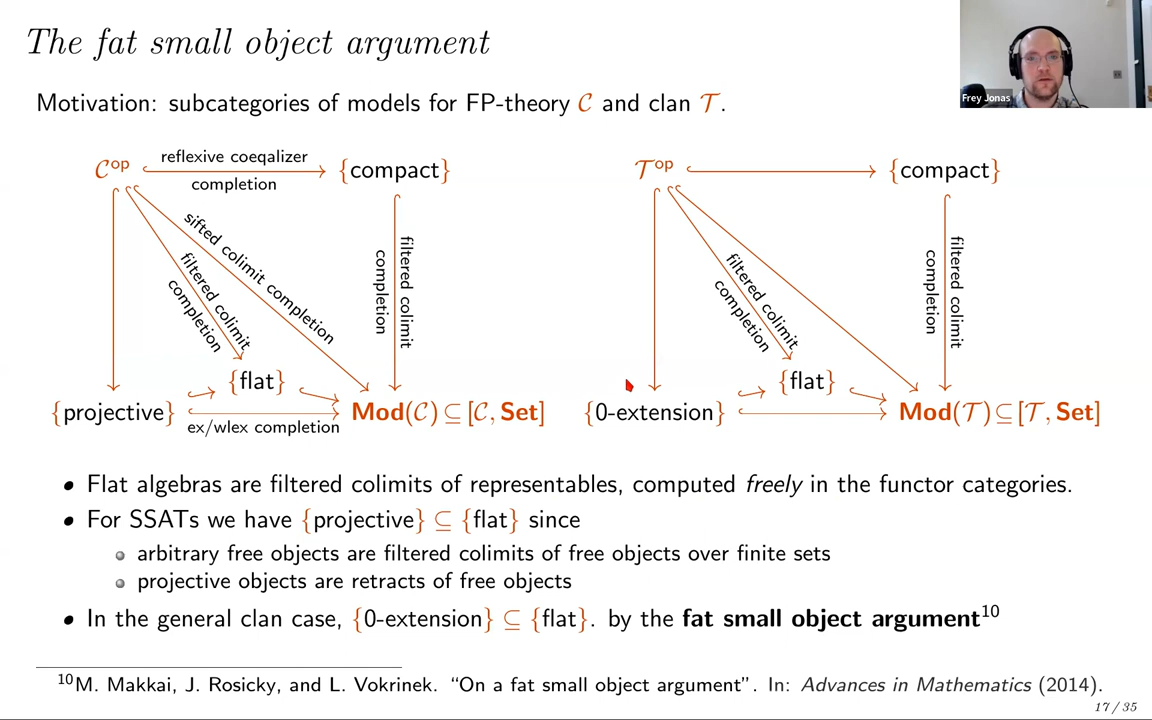 The fat small object argument
Frey Jonas
Motivation: subcategories of models for FP-theory 𝒞 and clan 𝒯.
𝒞op reflexive coeqalizer {compact}
completion
sifted colimit completion
filtered colimit
completion
filtered colimit
completion
{flat}
{projective} Mod(𝒞) ⊆ [𝒞, Set]
ex/wlex completion
𝒯op {compact}
filtered colimit
completion
filtered colimit
completion
{flat}
{0-extension} Mod(𝒯) ⊆ [𝒯, Set]
• Flat algebras are filtered colimits of representables, computed freely in the functor categories.
• For SSATs we have {projective} ⊆ {flat} since
arbitrary free objects are filtered colimits of free objects over finite sets
projective objects are retracts of free objects
• In the general clan case, {0-extension} ⊆ {flat}. by the fat small object argument¹⁰
¹⁰M. Makkai, J. Rosicky, and L. Vokrinek. “On a fat small object argument”. In: Advances in Mathematics (2014).
17 / 35